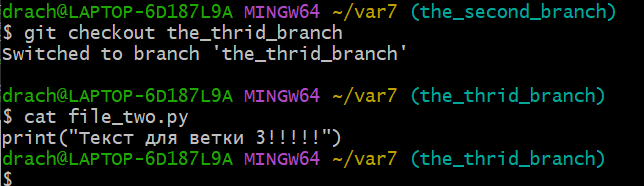 drach@LAPTOP-6D187L9A MINGW64 ~/var7 (the_second_branch)
$ git checkout the_thrid_branch
Switched to branch 'the_thrid_branch'
drach@LAPTOP-6D187L9A MINGW64 ~/var7 (the_thrid_branch)
$ cat file_two.py
print("Текст для ветки 3!!!!!")
drach@LAPTOP-6D187L9A MINGW64 ~/var7 (the_thrid_branch)
$